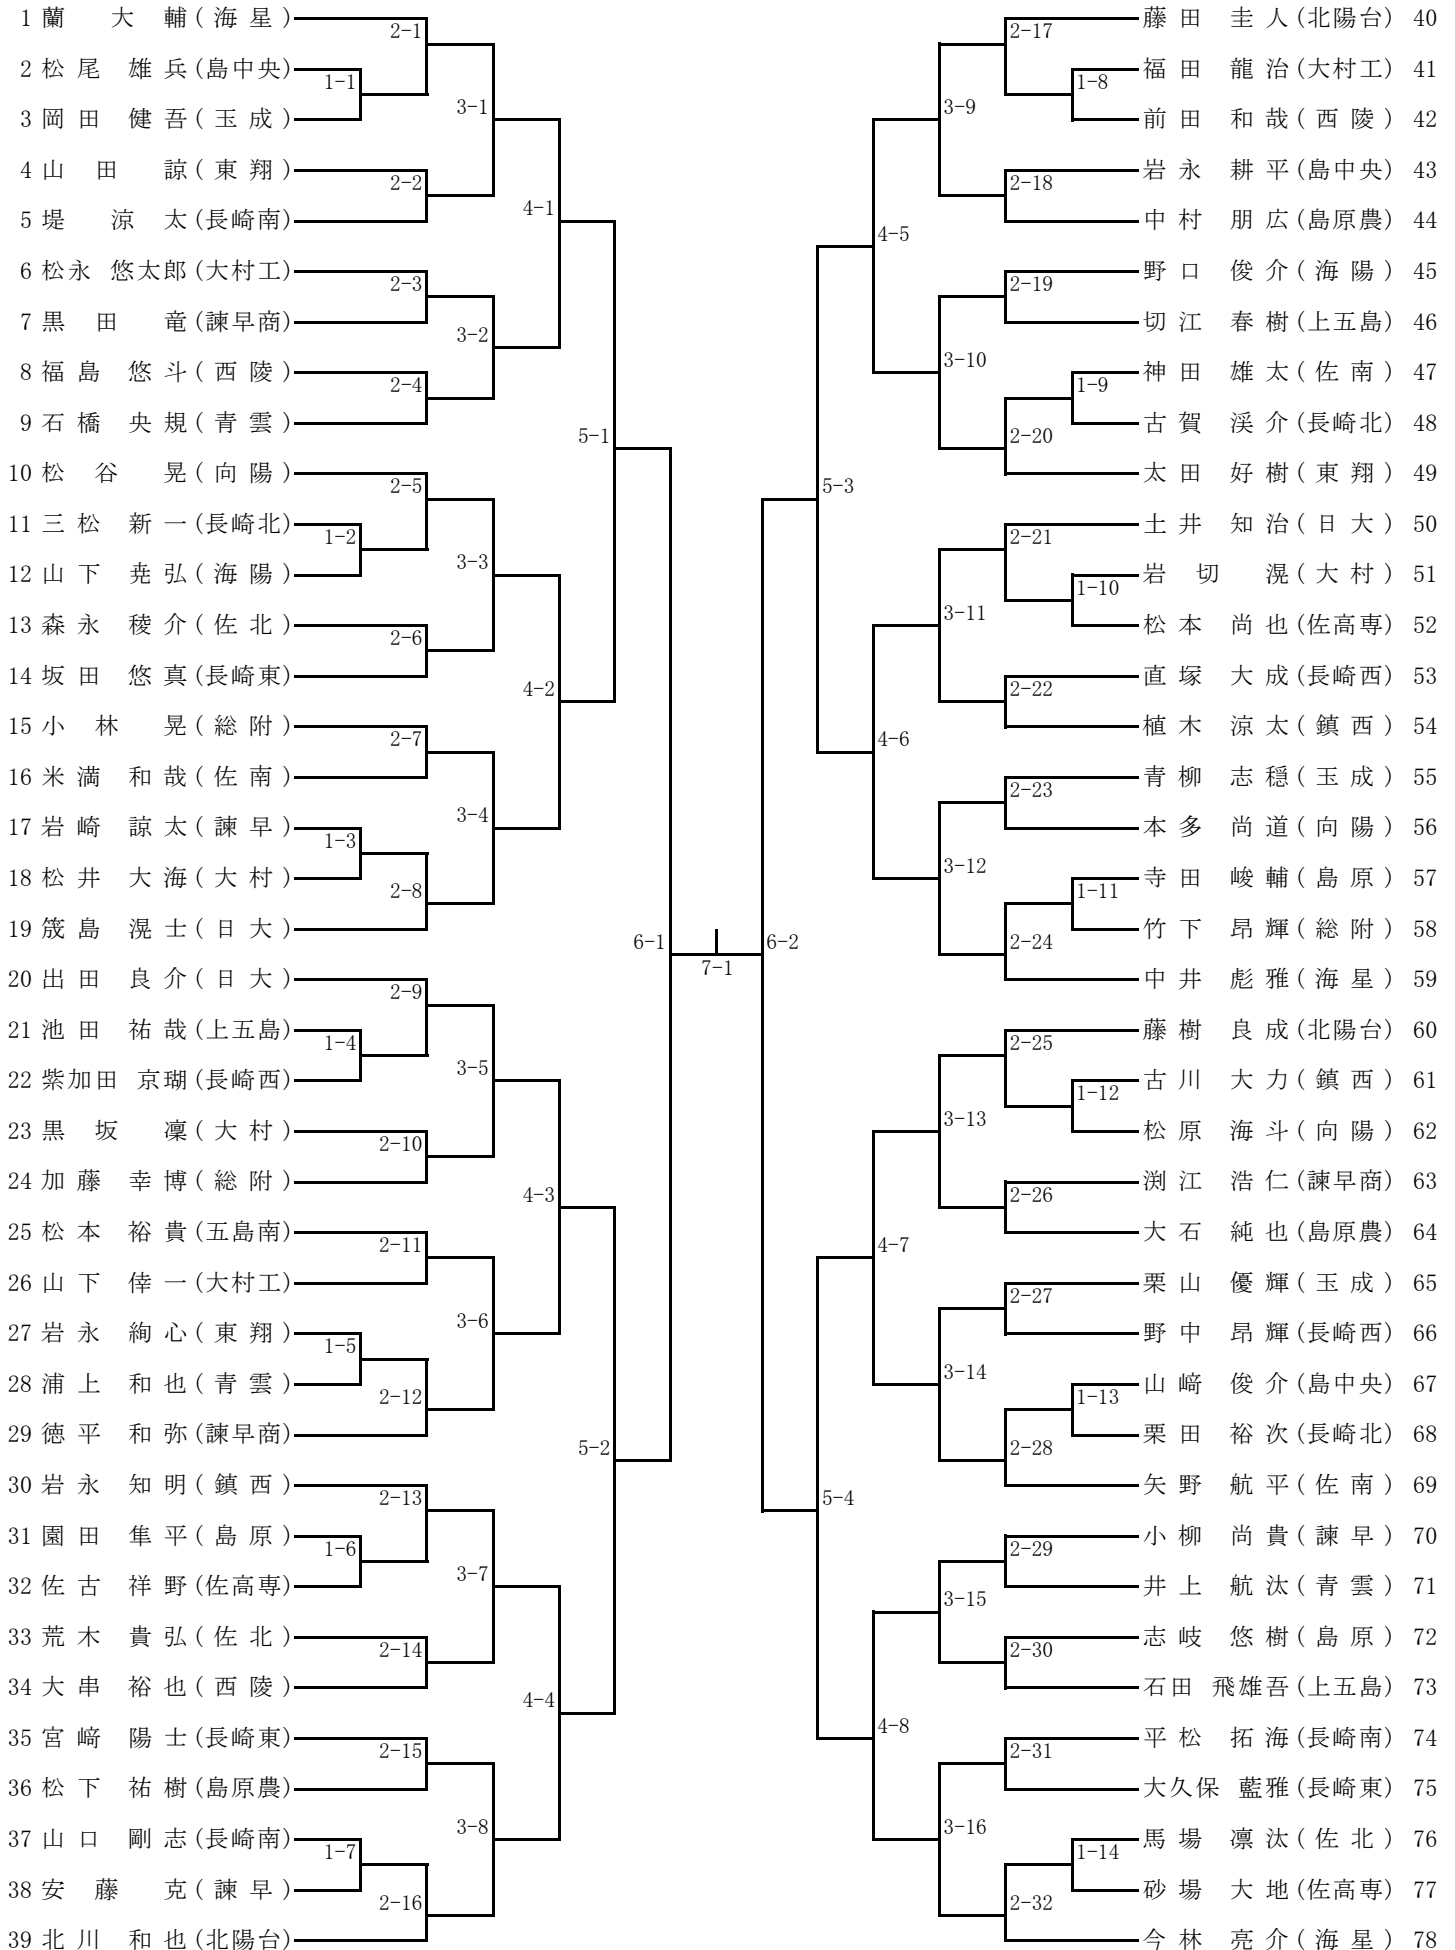 1 蘭 大 輔 ( 海 星 )
2-1
2 松 尾 雄 兵 (島中央)
1-1
3 岡 田 健 吾 ( 玉 成 )
3-1
4 山 田 諒 ( 東 翔 )
2-2
5 堤 涼 太 (長崎南)
4-1
6 松永 悠太郎 (大村工)
2-3
7 黒 田 竜 (諫早商)
3-2
8 福 島 悠 斗 ( 西 陵 )
2-4
9 石 橋 央 規 ( 青 雲 )
5-1
10 松 谷 晃 ( 向 陽 )
2-5
11 三 松 新 一 (長崎北)
1-2
12 山 下 尭 弘 ( 海 陽 )
3-3
13 森 永 稜 介 ( 佐 北 )
2-6
14 坂 田 悠 真 (長崎東)
4-2
15 小 林 晃 ( 総 附 )
2-7
16 米 満 和 哉 ( 佐 南 )
3-4
17 岩 崎 諒 太 ( 諫 早 )
1-3
18 松 井 大 海 ( 大 村 )
2-8
19 筬 島 滉 士 ( 日 大 )
6-1
7-1
20 出 田 良 介 ( 日 大 )
2-9
21 池 田 祐 哉 (上五島)
1-4
22 紫加田 京瑚 (長崎西)
3-5
23 黒 坂 凜 ( 大 村 )
2-10
24 加 藤 幸 博 ( 総 附 )
4-3
25 松 本 裕 貴 (五島南)
2-11
26 山 下 倖 一 (大村工)
3-6
27 岩 永 絢 心 ( 東 翔 )
1-5
28 浦 上 和 也 ( 青 雲 )
2-12
29 徳 平 和 弥 (諫早商)
5-2
30 岩 永 知 明 ( 鎮 西 )
2-13
31 園 田 隼 平 ( 島 原 )
1-6
32 佐 古 祥 野 (佐高専)
3-7
33 荒 木 貴 弘 ( 佐 北 )
2-14
34 大 串 裕 也 ( 西 陵 )
4-4
35 宮 﨑 陽 士 (長崎東)
2-15
36 松 下 祐 樹 (島原農)
3-8
37 山 口 剛 志 (長崎南)
1-7
38 安 藤 克 ( 諫 早 )
2-16
39 北 川 和 也 (北陽台)
藤 田 圭 人 (北陽台) 40
2-17
福 田 龍 治 (大村工) 41
1-8
前 田 和 哉 ( 西 陵 ) 42
3-9
岩 永 耕 平 (島中央) 43
2-18
中 村 朋 広 (島原農) 44
4-5
野 口 俊 介 ( 海 陽 ) 45
2-19
切 江 春 樹 (上五島) 46
3-10
神 田 雄 太 ( 佐 南 ) 47
1-9
古 賀 渓 介 (長崎北) 48
2-20
太 田 好 樹 ( 東 翔 ) 49
5-3
土 井 知 治 ( 日 大 ) 50
2-21
岩 切 滉 ( 大 村 ) 51
1-10
松 本 尚 也 (佐高専) 52
3-11
直 塚 大 成 (長崎西) 53
2-22
植 木 涼 太 ( 鎮 西 ) 54
4-6
青 柳 志 穏 ( 玉 成 ) 55
2-23
本 多 尚 道 ( 向 陽 ) 56
3-12
寺 田 峻 輔 ( 島 原 ) 57
1-11
竹 下 昂 輝 ( 総 附 ) 58
2-24
中 井 彪 雅 ( 海 星 ) 59
6-2
藤 樹 良 成 (北陽台) 60
2-25
古 川 大 力 ( 鎮 西 ) 61
1-12
松 原 海 斗 ( 向 陽 ) 62
3-13
渕 江 浩 仁 (諫早商) 63
2-26
大 石 純 也 (島原農) 64
4-7
栗 山 優 輝 ( 玉 成 ) 65
2-27
野 中 昂 輝 (長崎西) 66
3-14
山 﨑 俊 介 (島中央) 67
1-13
栗 田 裕 次 (長崎北) 68
2-28
矢 野 航 平 ( 佐 南 ) 69
5-4
小 柳 尚 貴 ( 諫 早 ) 70
2-29
井 上 航 汰 ( 青 雲 ) 71
3-15
志 岐 悠 樹 ( 島 原 ) 72
2-30
石田 飛雄吾 (上五島) 73
4-8
平 松 拓 海 (長崎南) 74
2-31
大久保 藍雅 (長崎東) 75
3-16
馬 場 凛 汰 ( 佐 北 ) 76
1-14
砂 場 大 地 (佐高専) 77
2-32
今 林 亮 介 ( 海 星 ) 78